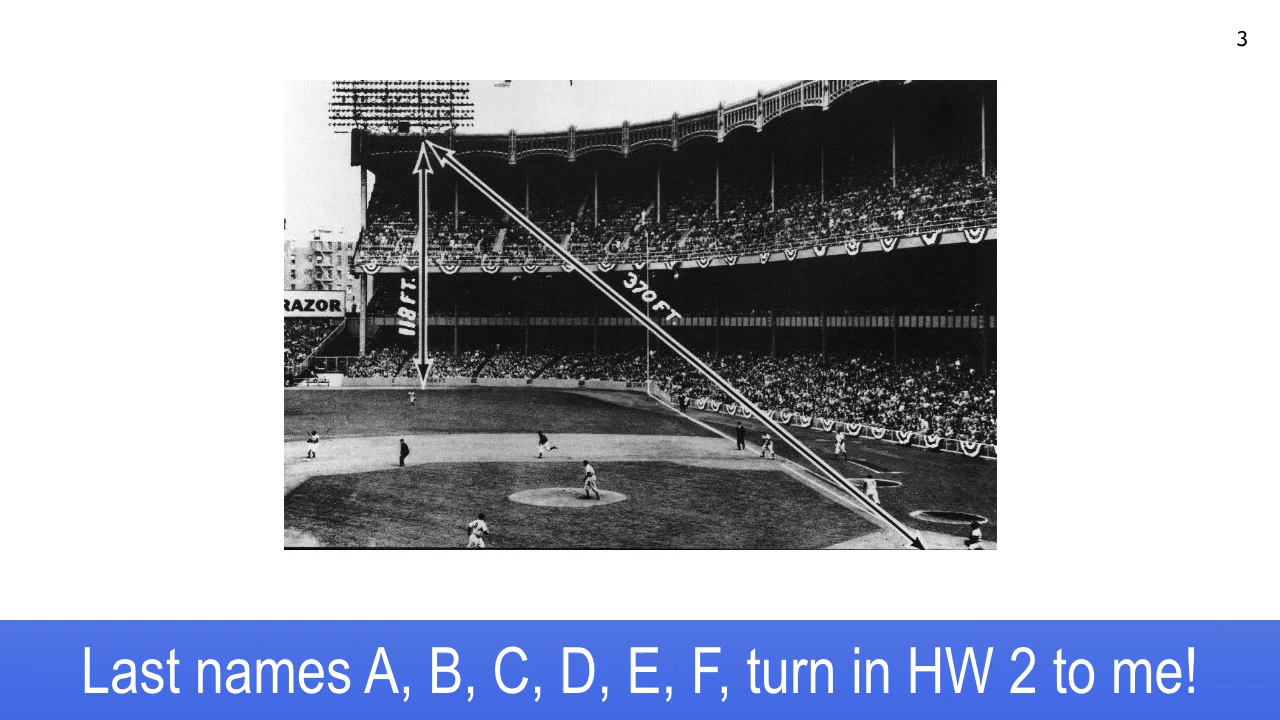 3
118 FT.
370 FT.
RAZOR
Last names A, B, C, D, E, F, turn in HW 2 to me!